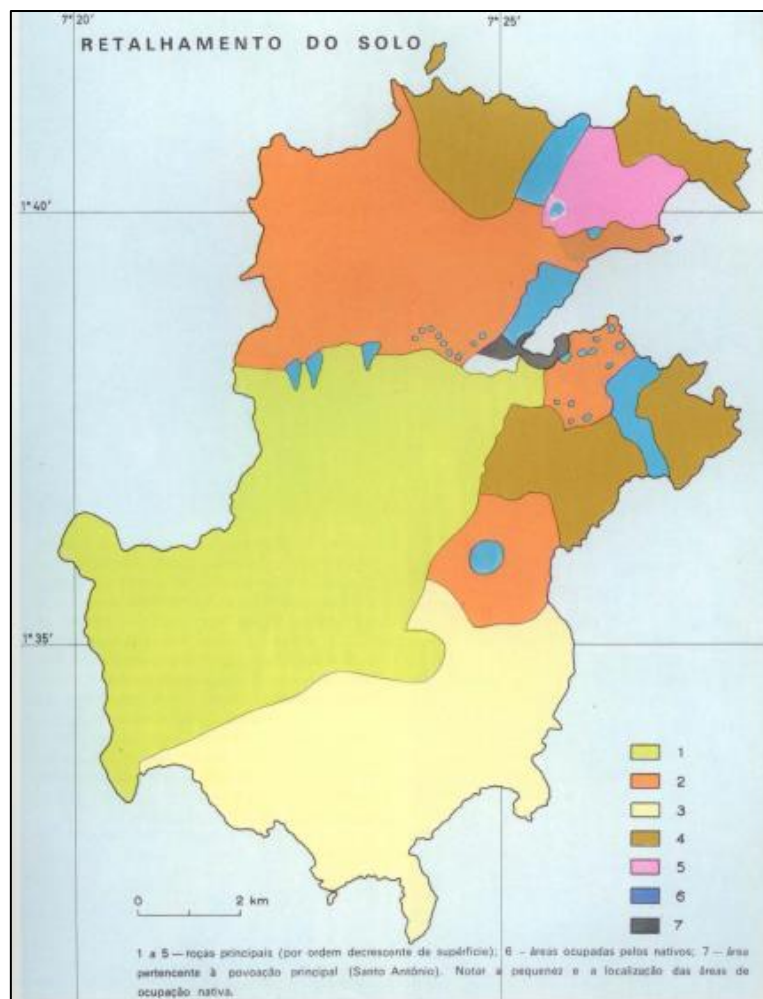 7° 20′ 7° 25′
RETALHAMENTO DO SOLO
1° 40′
1° 35′
1
2
3
4
5
6
7
0 2 km
1 a 5 — roças principais (por ordem decrescente de superfície); 6 – áreas ocupadas pelos nativos; 7 — área
pertencente à povoação principal (Santo António). Notar a pequenez e a localização das áreas de
ocupação nativa.